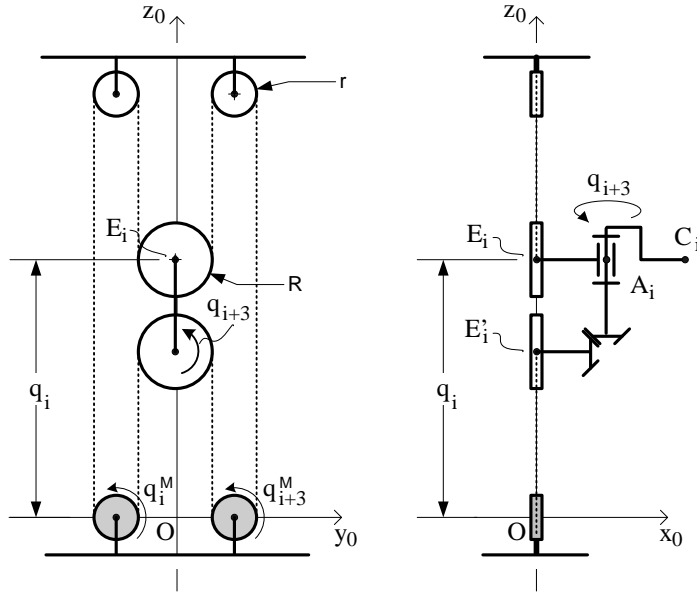 z₀
r
Eᵢ
R
qᵢ₊₃
qᵢ
qᵢᴹ
qᵢ₊₃ᴹ
O
y₀
z₀
qᵢ₊₃
Eᵢ
Cᵢ
Aᵢ
E'ᵢ
qᵢ
O
x₀